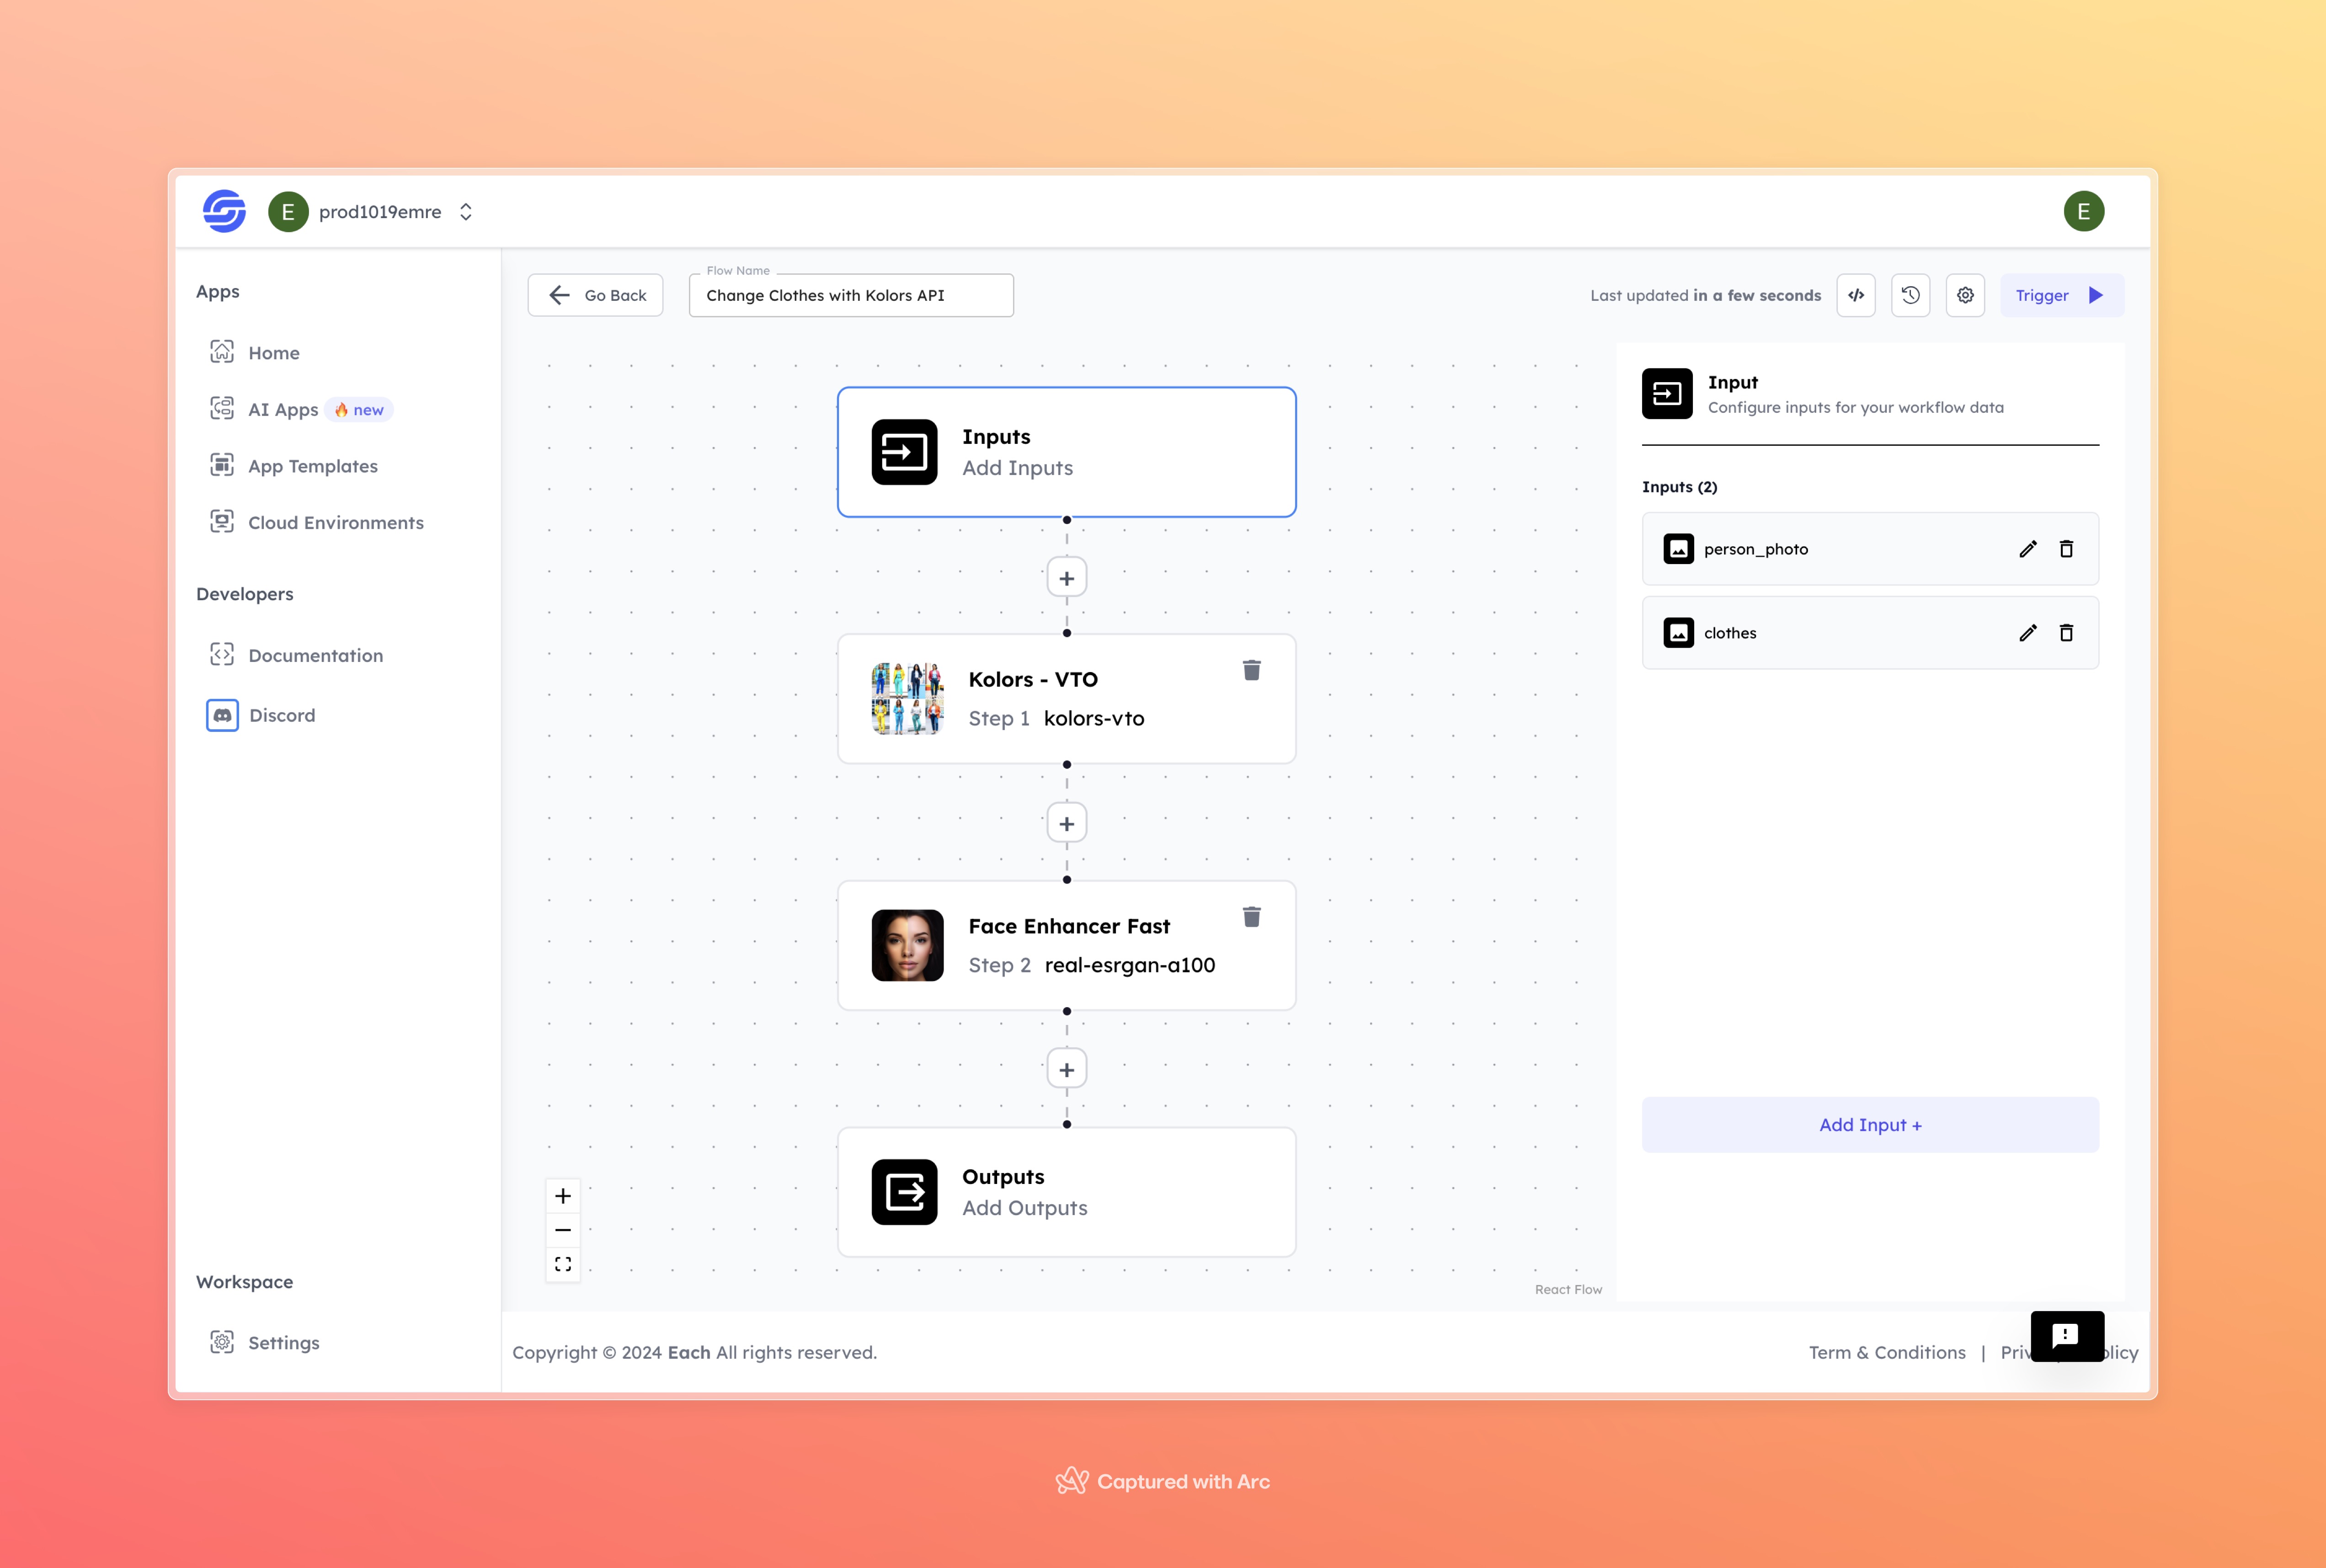 E prod1019emre
E
Apps
Home
AI Apps 🔥 new
App Templates
Cloud Environments
Developers
Documentation
Discord
Workspace
Settings
Go Back
Flow Name
Change Clothes with Kolors API
Last updated in a few seconds
Trigger
Inputs
Add Inputs
+
Kolors - VTO
Step 1 kolors-vto
+
Face Enhancer Fast
Step 2 real-esrgan-a100
+
Outputs
Add Outputs
React Flow
Input
Configure inputs for your workflow data
Inputs (2)
person_photo
clothes
Add Input +
Copyright © 2024 Each All rights reserved.
Term & Conditions |
Captured with Arc